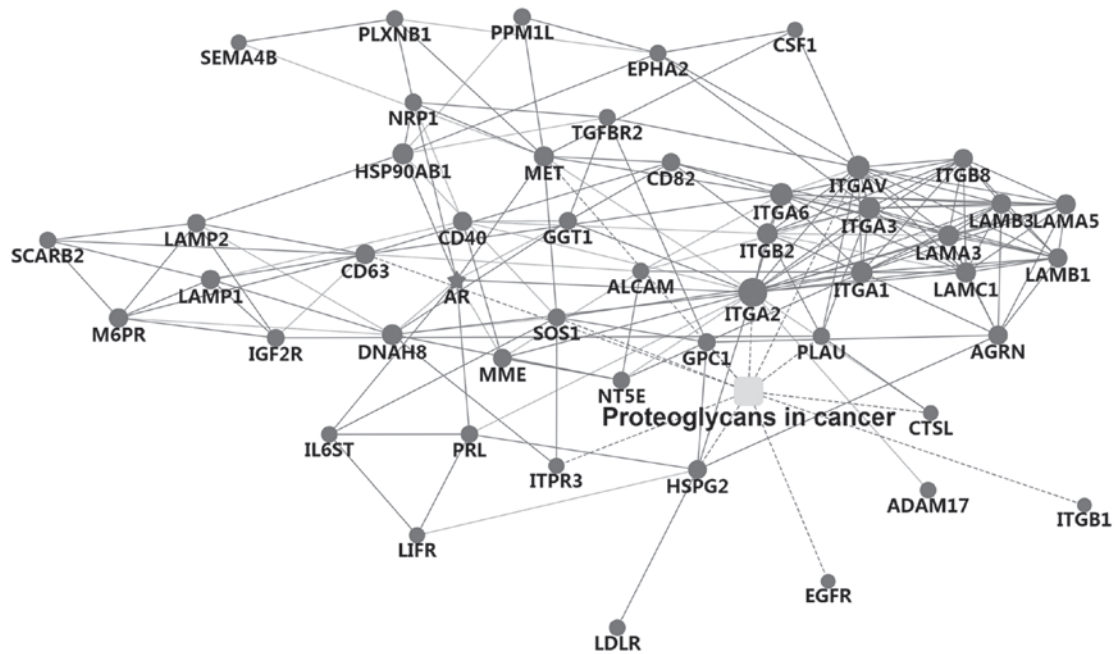 PLXNB1
PPM1L
CSF1
SEMA4B
EPHA2
NRP1
TGFBR2
HSP90AB1
MET
CD82
ITGAV
ITGB8
ITGA6
ITGA3
LAMB3
LAMA5
LAMP2
CD40
GGT1
ITGB2
LAMA3
SCARB2
CD63
LAMP1
AR
ALCAM
ITGA1
LAMC1
LAMB1
ITGA2
M6PR
IGF2R
DNAH8
SOS1
MME
GPC1
PLAU
AGRN
NT5E
Proteoglycans in cancer
CTSL
IL6ST
PRL
ITPR3
HSPG2
ADAM17
ITGB1
LIFR
EGFR
LDLR